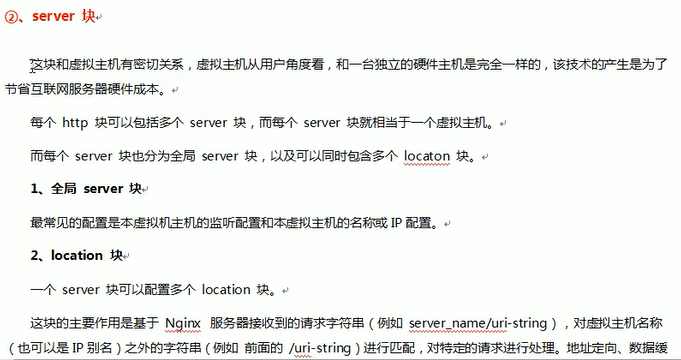 ②、server 块
这块和虚拟主机有密切关系，虚拟主机从用户角度看，和一台独立的硬件主机是完全一样的，该技术的产生是为了
节省互联网服务器硬件成本。
每个 http 块可以包括多个 server 块，而每个 server 块就相当于一个虚拟主机。
而每个 server 块也分为全局 server 块，以及可以同时包含多个 locaton 块。
1、全局 server 块
最常见的配置是本虚拟机主机的监听配置和本虚拟主机的名称或 IP 配置。
2、location 块
一个 server 块可以配置多个 location 块。
这块的主要作用是基于 Nginx 服务器接收到的请求字符串（例如 server_name/uri-string），对虚拟主机名称
（也可以是 IP 别名）之外的字符串（例如 前面的 /uri-string）进行匹配，对特定的请求进行处理。地址定向、数据缓